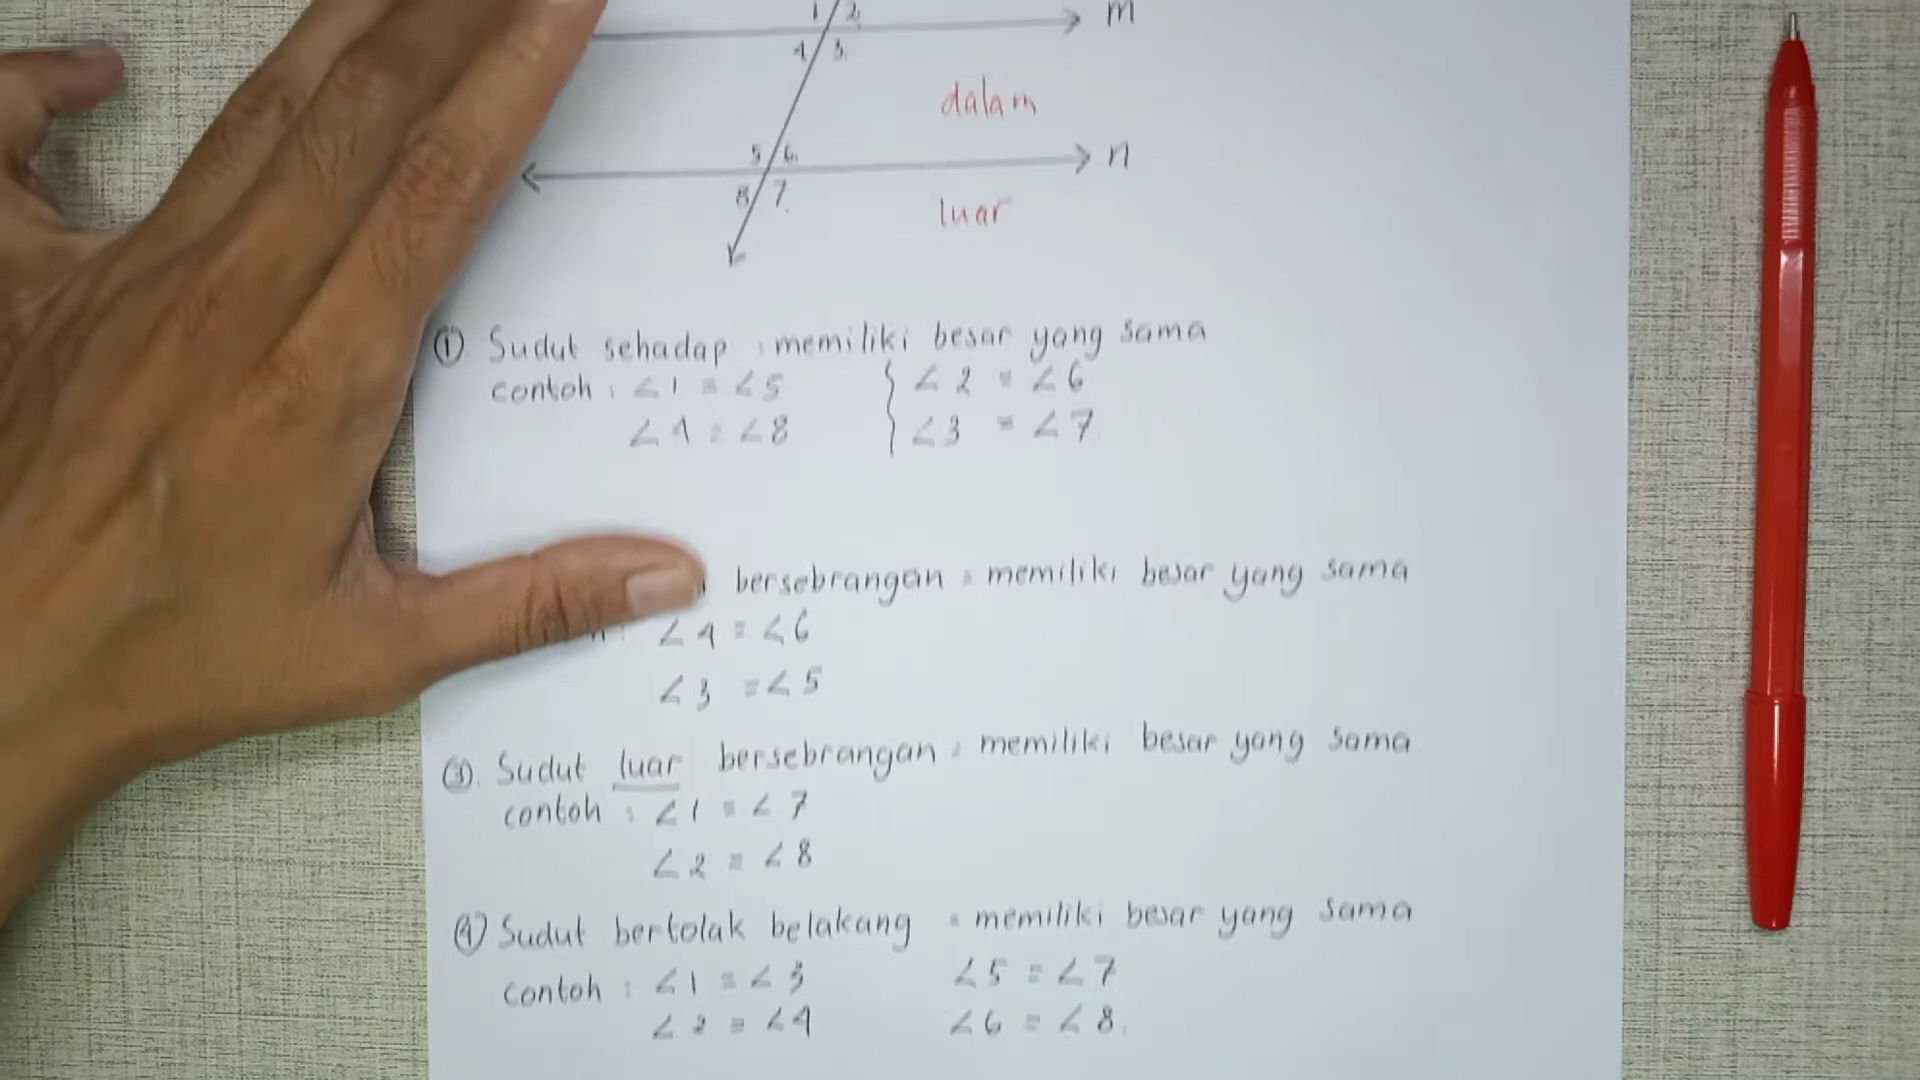 1 2 m
4 3
dalam
5 6 n
8 7
luar
① Sudut sehadap : memiliki besar yang sama
contoh : ∠1 = ∠5 { ∠2 = ∠6
∠4 = ∠8 ∠3 = ∠7
bersebrangan : memiliki besar yang sama
∠4 = ∠6
∠3 = ∠5
③. Sudut luar bersebrangan : memiliki besar yang sama
contoh : ∠1 = ∠7
∠2 = ∠8
④ Sudut bertolak belakang : memiliki besar yang sama
contoh : ∠1 = ∠3 ∠5 = ∠7
∠2 = ∠4 ∠6 = ∠8.